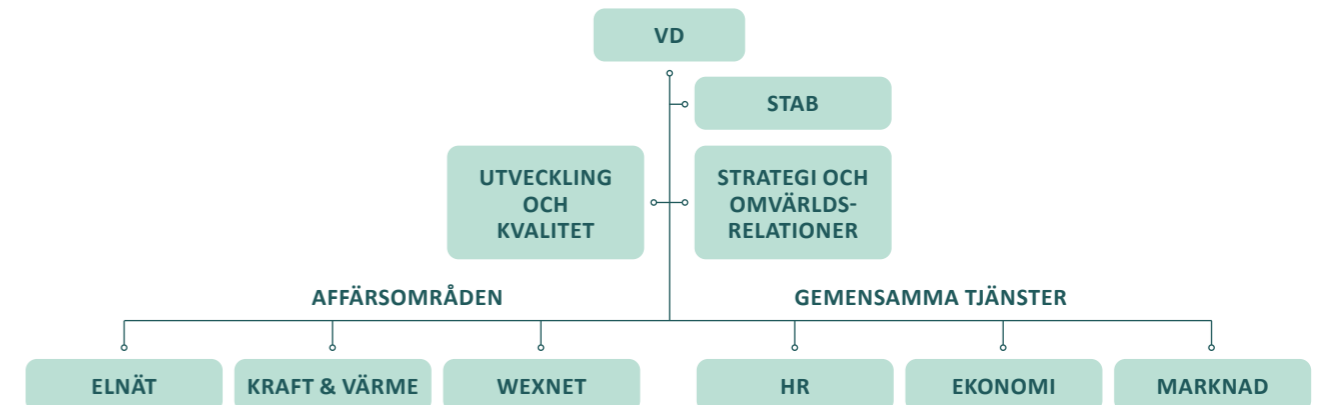 VD
STAB
UTVECKLING
OCH
KVALITET
STRATEGI OCH
OMVÄRLDS-
RELATIONER
AFFÄRSOMRÅDEN
GEMENSAMMA TJÄNSTER
ELNÄT
KRAFT & VÄRME
WEXNET
HR
EKONOMI
MARKNAD